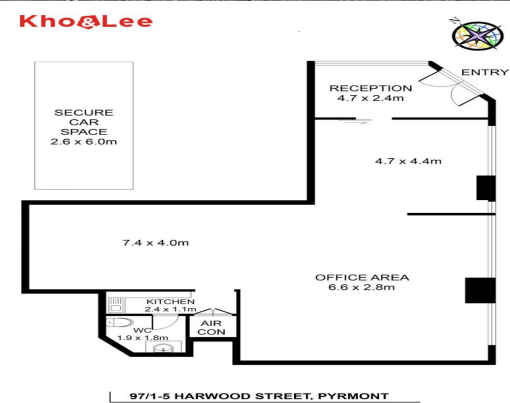 Kho&Lee
N
ENTRY
RECEPTION
4.7 x 2.4m
SECURE
CAR
SPACE
2.6 x 6.0m
4.7 x 4.4m
7.4 x 4.0m
OFFICE AREA
6.6 x 2.8m
KITCHEN
2.4 x 1.1m
AIR
CON
WC
1.9 x 1.8m
97/1-5 HARWOOD STREET, PYRMONT